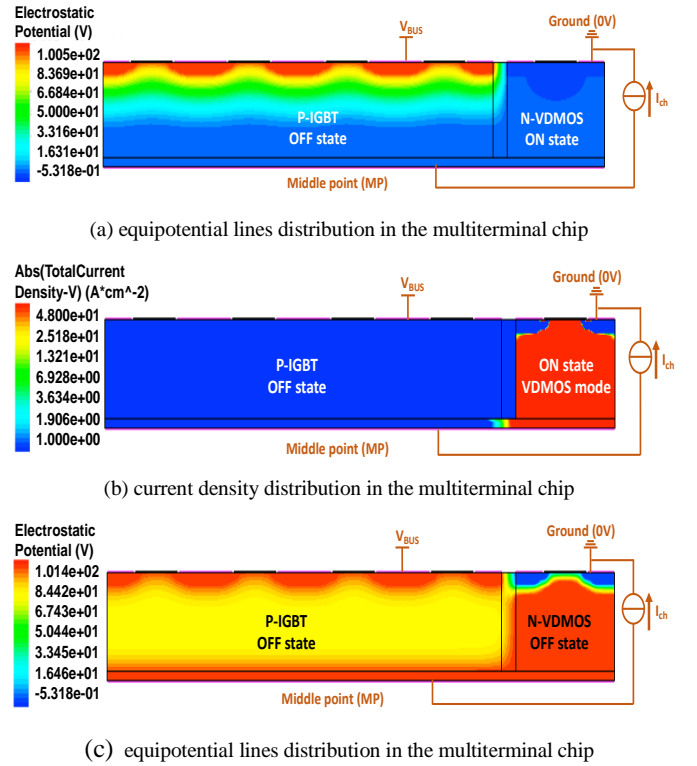 Electrostatic
Potential (V)
1.005e+02
8.369e+01
6.684e+01
5.000e+01
3.316e+01
1.631e+01
-5.318e-01
V_BUS
Ground (0V)
I_ch
P-IGBT
OFF state
N-VDMOS
ON state
Middle point (MP)
(a) equipotential lines distribution in the multiterminal chip
Abs(TotalCurrent
Density-V) (A*cm^-2)
4.800e+01
2.518e+01
1.321e+01
6.928e+00
3.634e+00
1.906e+00
1.000e+00
V_BUS
Ground (0V)
I_ch
P-IGBT
OFF state
ON state
VDMOS mode
Middle point (MP)
(b) current density distribution in the multiterminal chip
Electrostatic
Potential (V)
1.014e+02
8.442e+01
6.743e+01
5.044e+01
3.345e+01
1.646e+01
-5.318e-01
V_BUS
Ground (0V)
I_ch
P-IGBT
OFF state
N-VDMOS
OFF state
Middle point (MP)
(c) equipotential lines distribution in the multiterminal chip